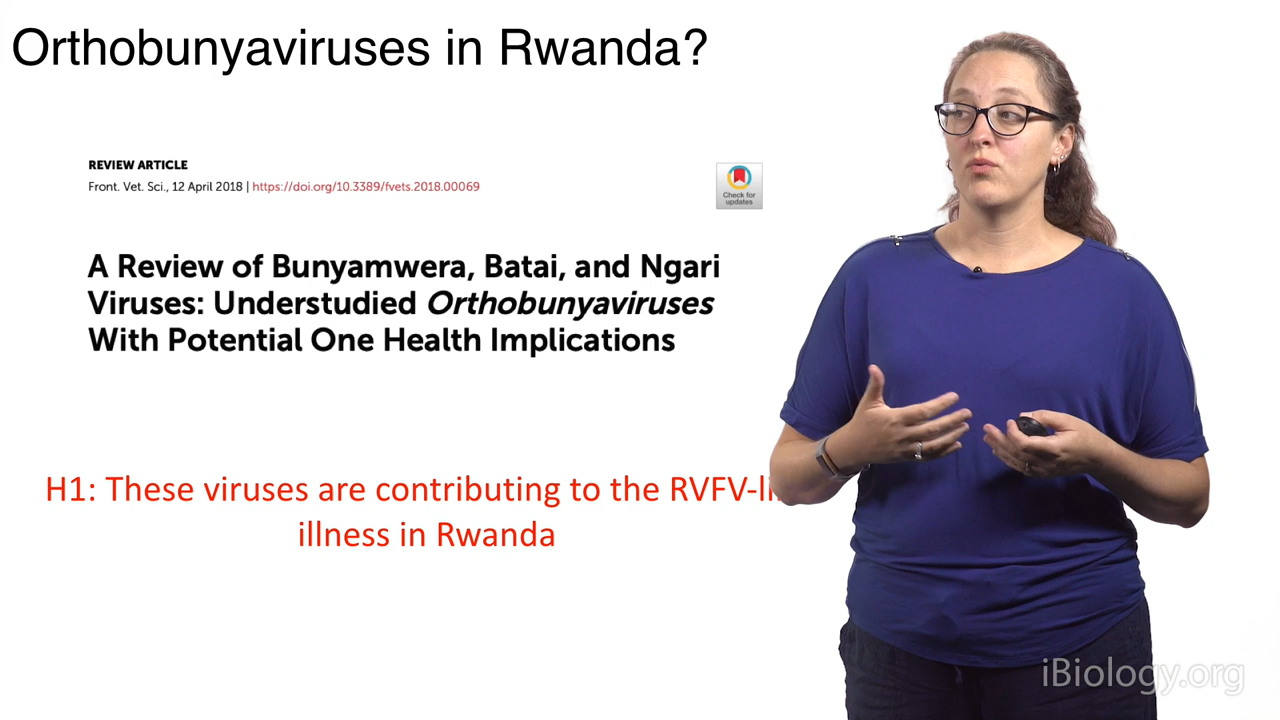 Orthobunyaviruses in Rwanda?
REVIEW ARTICLE
Front. Vet. Sci., 12 April 2018 | https://doi.org/10.3389/fvets.2018.00069
Check for
updates
A Review of Bunyamwera, Batai, and Ngari
Viruses: Understudied Orthobunyaviruses
With Potential One Health Implications
H1: These viruses are contributing to the
illness in Rwanda
iBiology.org